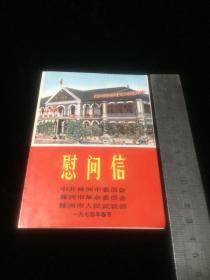 慰问信
中共株洲市委员会
株洲市革命委员会
株洲市人民武装部
一九七四年春节